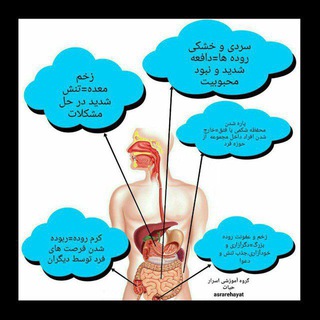 سردی و خشکی
روده ها=دافعه
شدید و نبود
محبوبیت
زخم
معده=تنش
شدید در حل
مشکلات
پاره شدن
محفظه شکمی یا فتق=خارج
شدن افراد داخل مجموعه از
حوزه فرد
زخم و عفونت روده
بزرگ=دگرآزاری و
خودآزاری،جذب تنش و
دعوا
کرم روده=ربوده
شدن فرصت های
فرد توسط دیگران
گروه آموزشی اسرار
حیات
asrarehayat